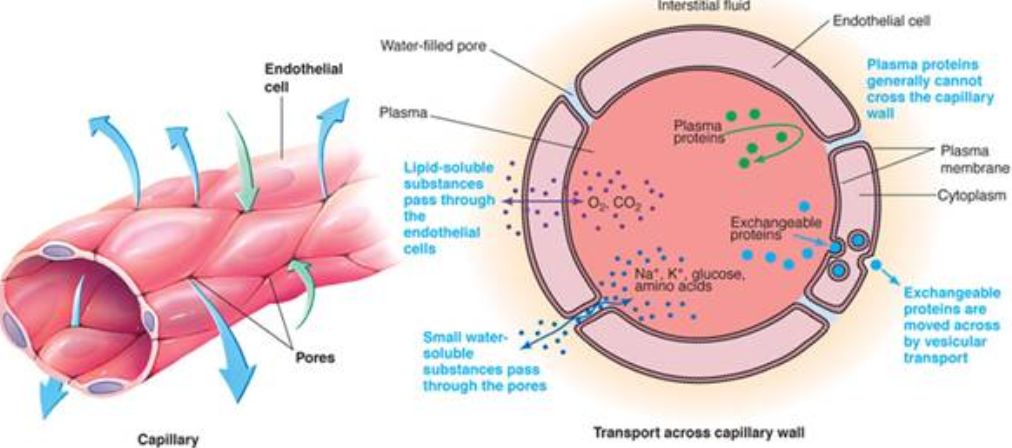 Endothelial
cell
Pores
Capillary
Interstitial fluid
Water-filled pore
Endothelial cell
Plasma
Plasma proteins
generally cannot
cross the capillary
wall
Plasma
proteins
Plasma
membrane
Cytoplasm
Lipid-soluble
substances
pass through
the
endothelial
cells
O₂, CO₂
Exchangeable
proteins
Na⁺, K⁺, glucose,
amino acids
Exchangeable
proteins are
moved across
by vesicular
transport
Small water-
soluble
substances pass
through the pores
Transport across capillary wall